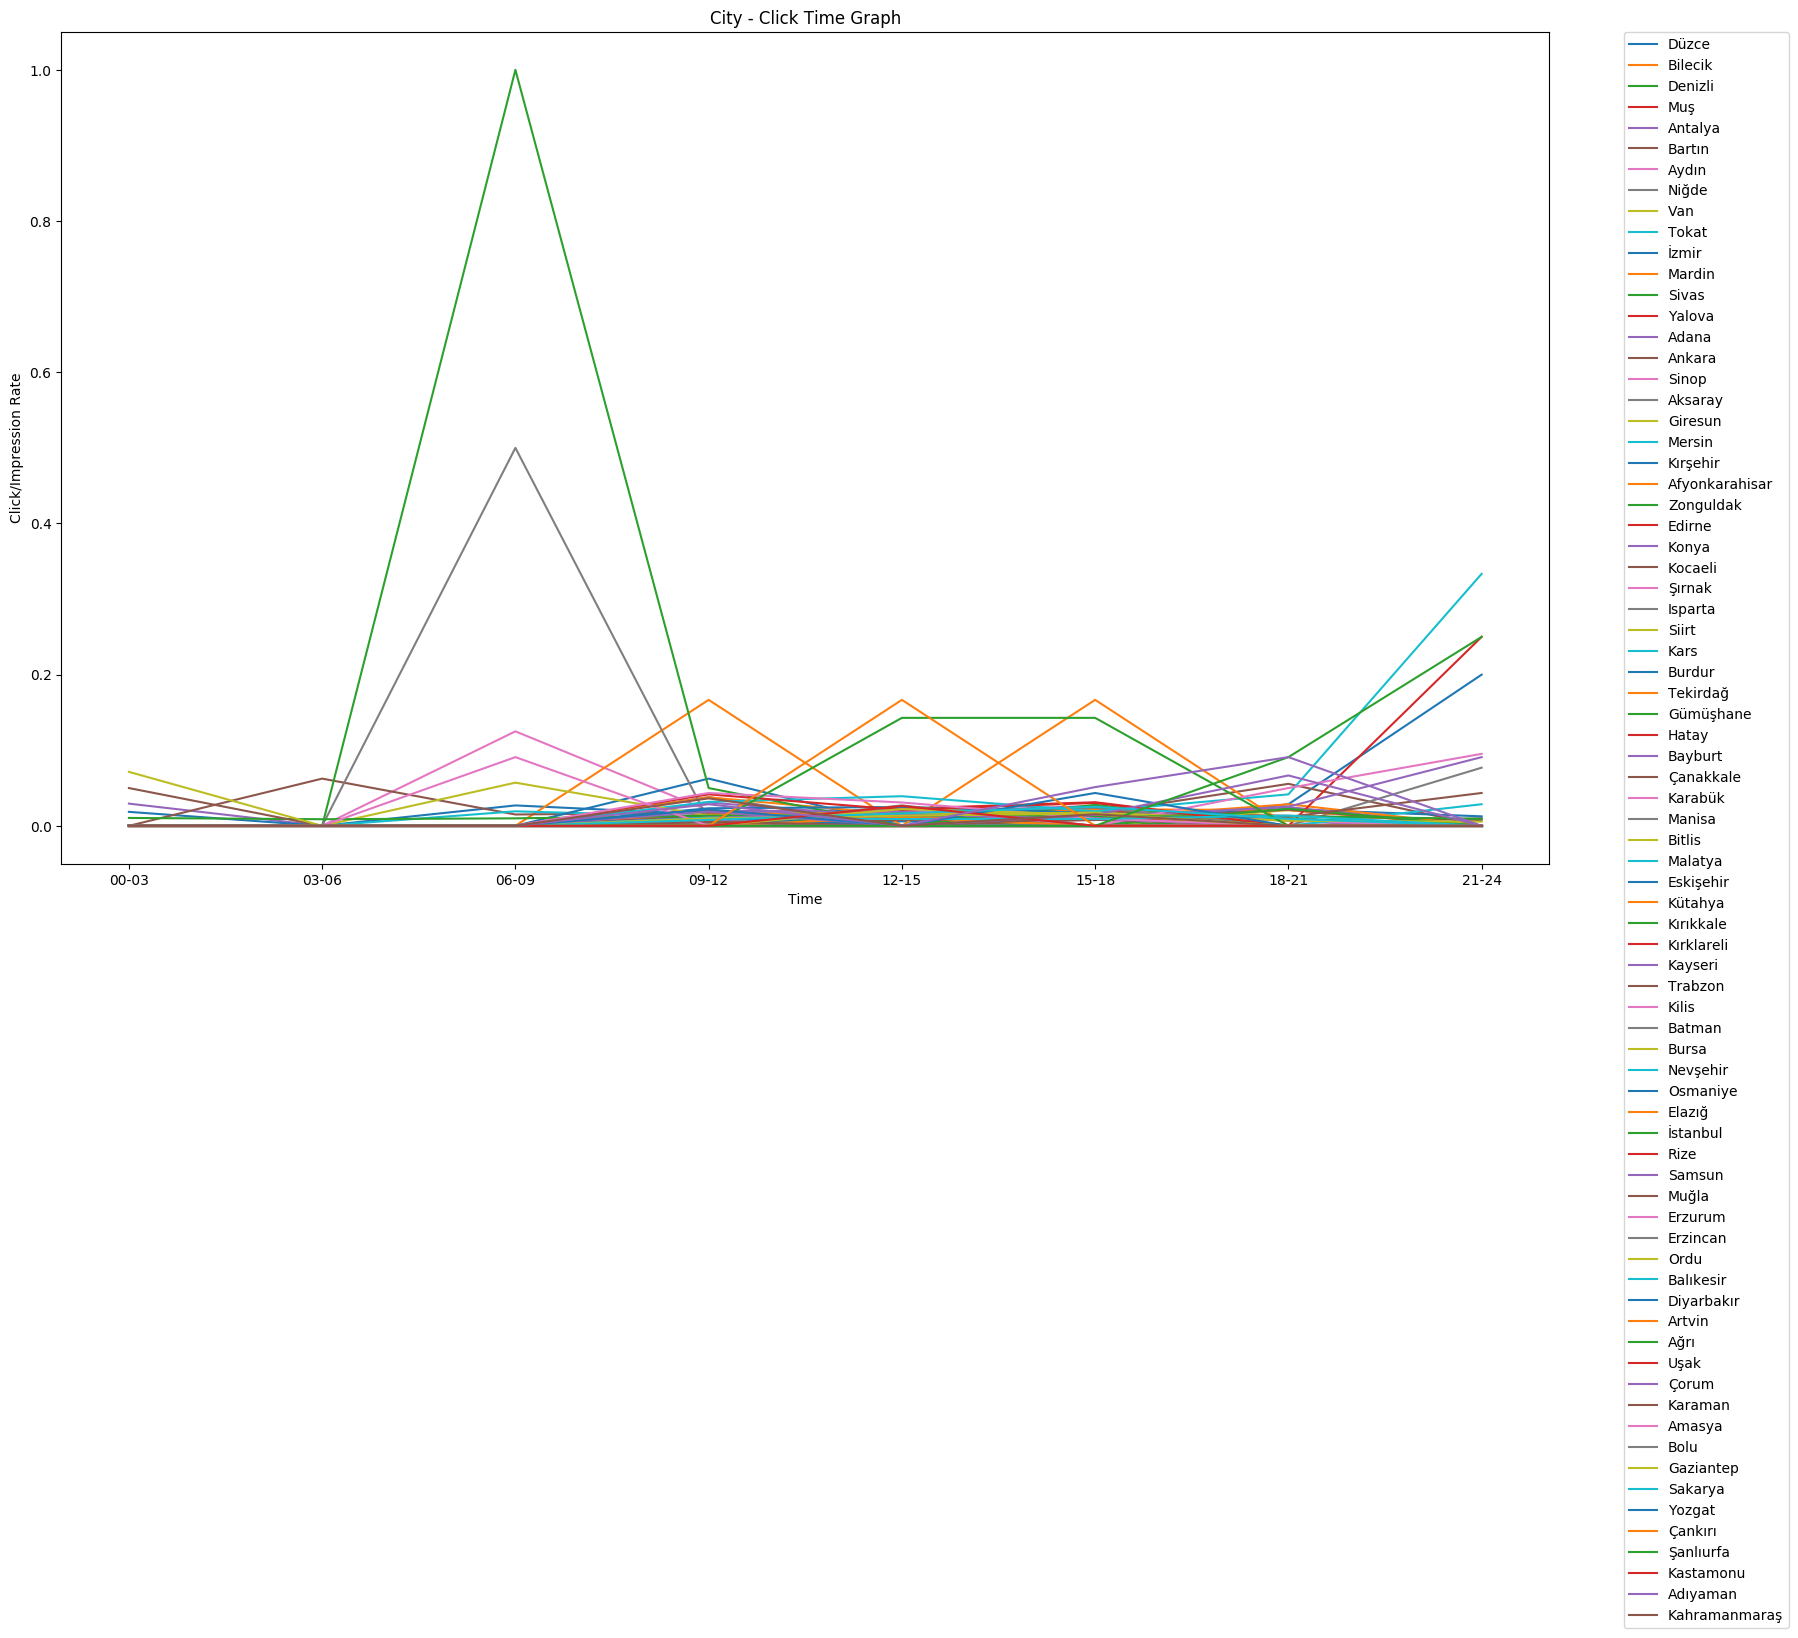 City - Click Time Graph
Click/Impression Rate
1.0
0.8
0.6
0.4
0.2
0.0
00-03 03-06 06-09 09-12 12-15 15-18 18-21 21-24
Time
Düzce
Bilecik
Denizli
Muş
Antalya
Bartın
Aydın
Niğde
Van
Tokat
İzmir
Mardin
Sivas
Yalova
Adana
Ankara
Sinop
Aksaray
Giresun
Mersin
Kırşehir
Afyonkarahisar
Zonguldak
Edirne
Konya
Kocaeli
Şırnak
Isparta
Siirt
Kars
Burdur
Tekirdağ
Gümüşhane
Hatay
Bayburt
Çanakkale
Karabük
Manisa
Bitlis
Malatya
Eskişehir
Kütahya
Kırıkkale
Kırklareli
Kayseri
Trabzon
Kilis
Batman
Bursa
Nevşehir
Osmaniye
Elazığ
İstanbul
Rize
Samsun
Muğla
Erzurum
Erzincan
Ordu
Balıkesir
Diyarbakır
Artvin
Ağrı
Uşak
Çorum
Karaman
Amasya
Bolu
Gaziantep
Sakarya
Yozgat
Çankırı
Şanlıurfa
Kastamonu
Adıyaman
Kahramanmaraş